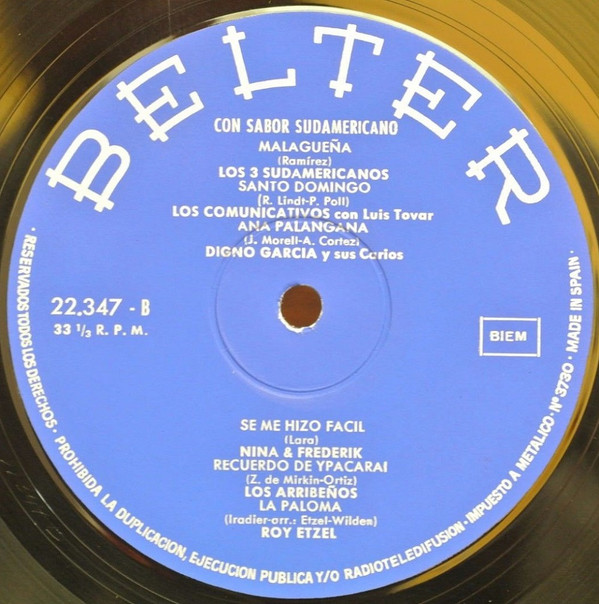 BELTER
CON SABOR SUDAMERICANO
MALAGUEÑA
(Ramírez)
LOS 3 SUDAMERICANOS
SANTO DOMINGO
(R. Lindt-P. Poll)
LOS COMUNICATIVOS con Luis Tovar
ANA PALANGANA
(J. Morell-A. Cortez)
DIGNO GARCIA y sus Carios
22.347 - B
33 1/3 R. P. M.
BIEM
SE ME HIZO FACIL
(Lara)
NINA & FREDERIK
RECUERDO DE YPACARAI
(Z. de Mirkin-Ortiz)
LOS ARRIBEÑOS
LA PALOMA
(Iradier-arr.: Etzel-Wilden)
ROY ETZEL
· RESERVADOS TODOS LOS DERECHOS · PROHIBIDA LA DUPLICACION, EJECUCION PUBLICA Y/O RADIOTELEDIFUSION · IMPUESTO A METALICO · Nº 3730 · MADE IN SPAIN ·